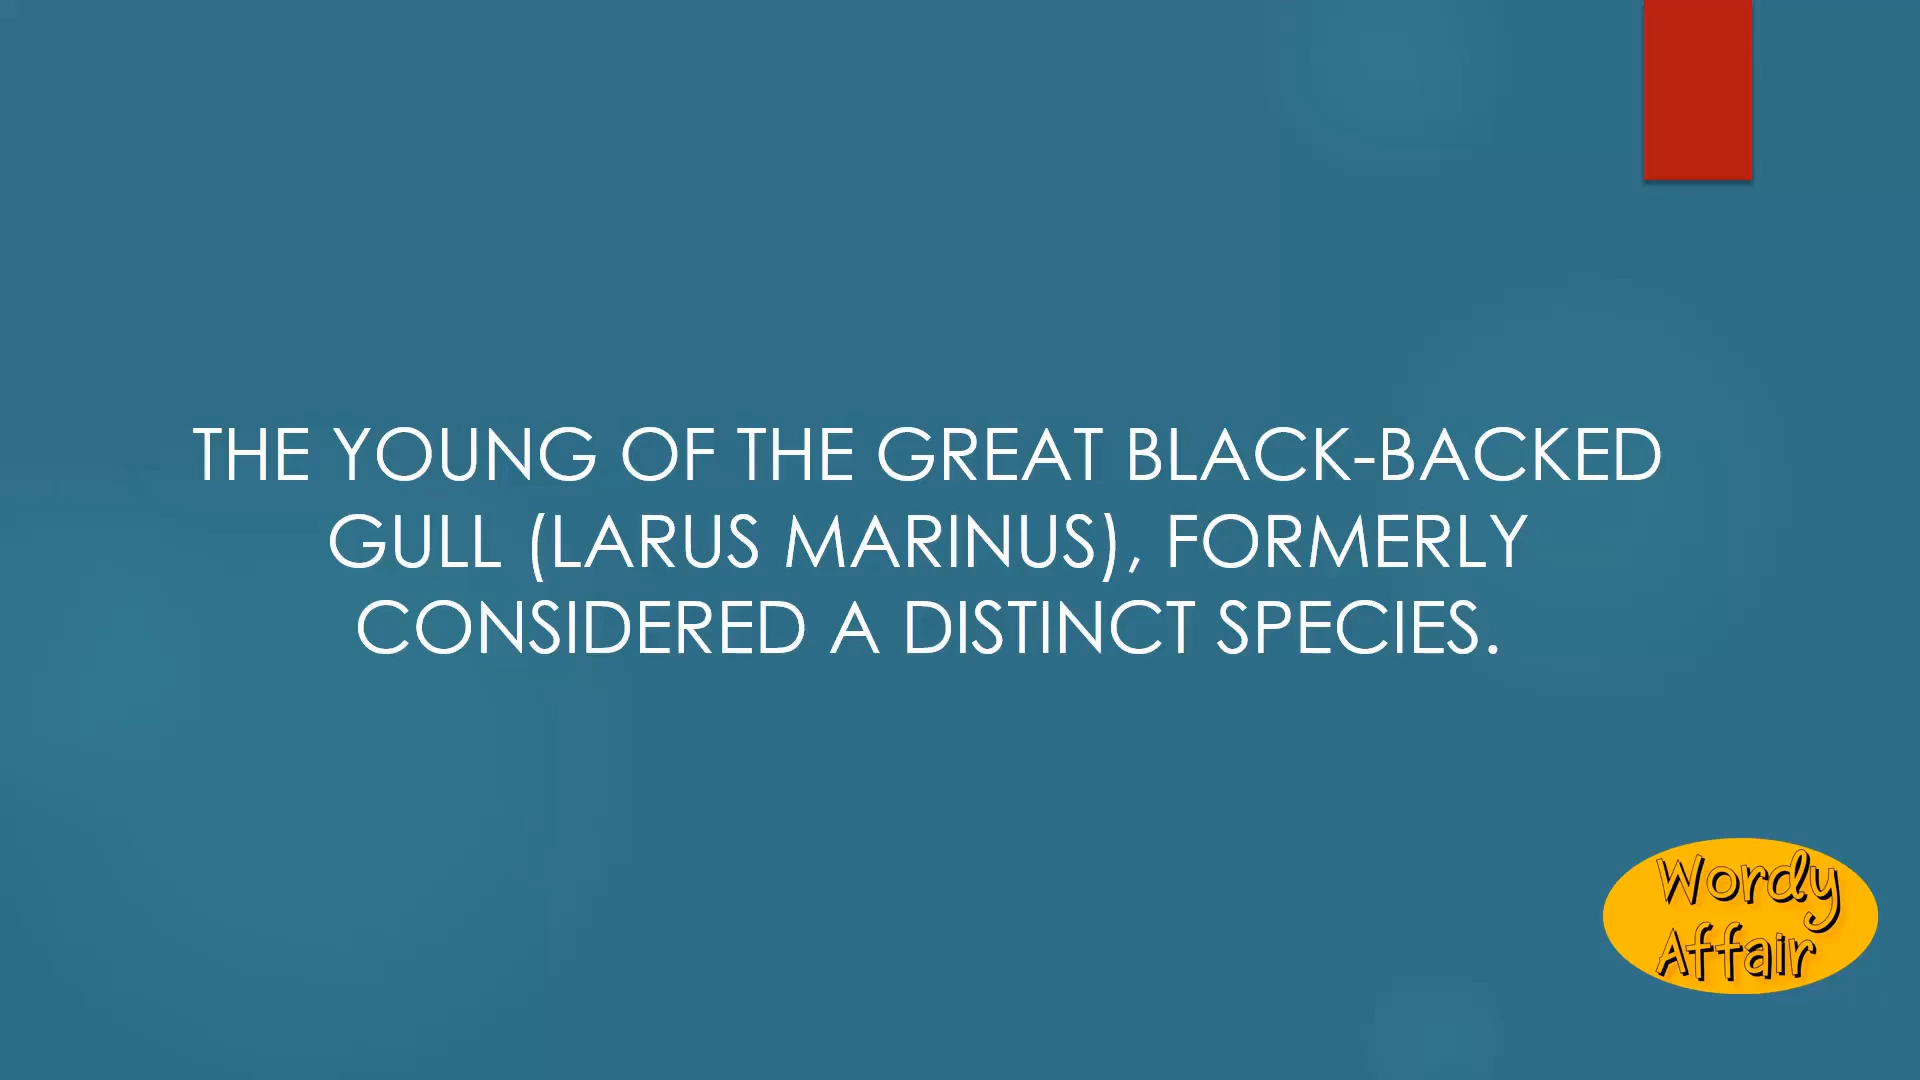 THE YOUNG OF THE GREAT BLACK-BACKED
GULL (LARUS MARINUS), FORMERLY
CONSIDERED A DISTINCT SPECIES.
Wordy
Affair